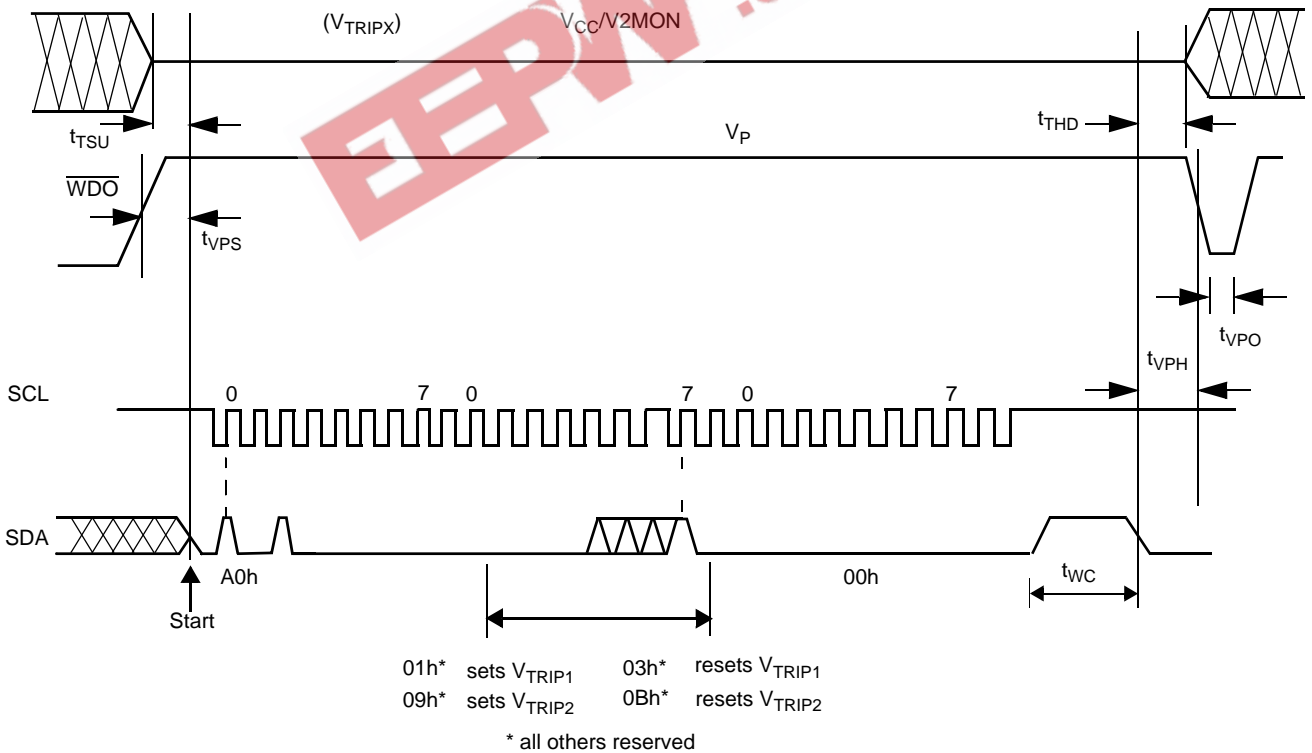 (VTRIPX) VCC/V2MON
EEPW
tTSU tTHD
VP
WDO
tVPS
tVPO
tVPH
SCL 0 7 0 7 0 7
SDA
A0h 00h tWC
Start
01h* sets VTRIP1 03h* resets VTRIP1
09h* sets VTRIP2 0Bh* resets VTRIP2
* all others reserved